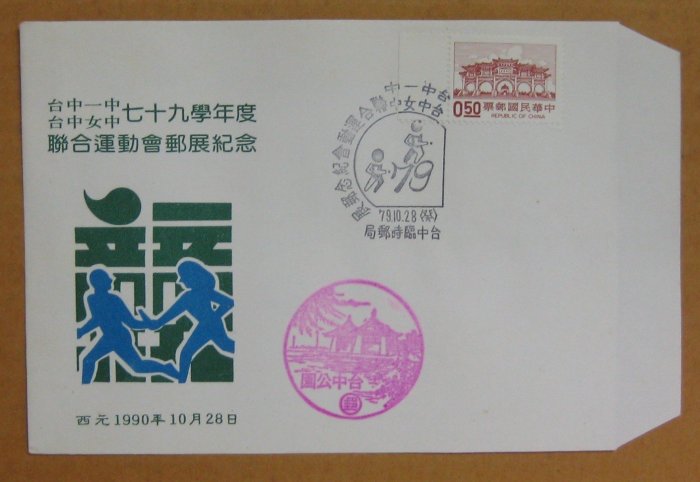 台中一中
台中女中
七十九學年度
聯合運動會郵展紀念
西元1990年10月28日
台中一中
台中女中
聯合運動會紀念郵展
79
79.10.28
台中臨時郵局
中華民國郵票
REPUBLIC OF CHINA
0.50
台中公園